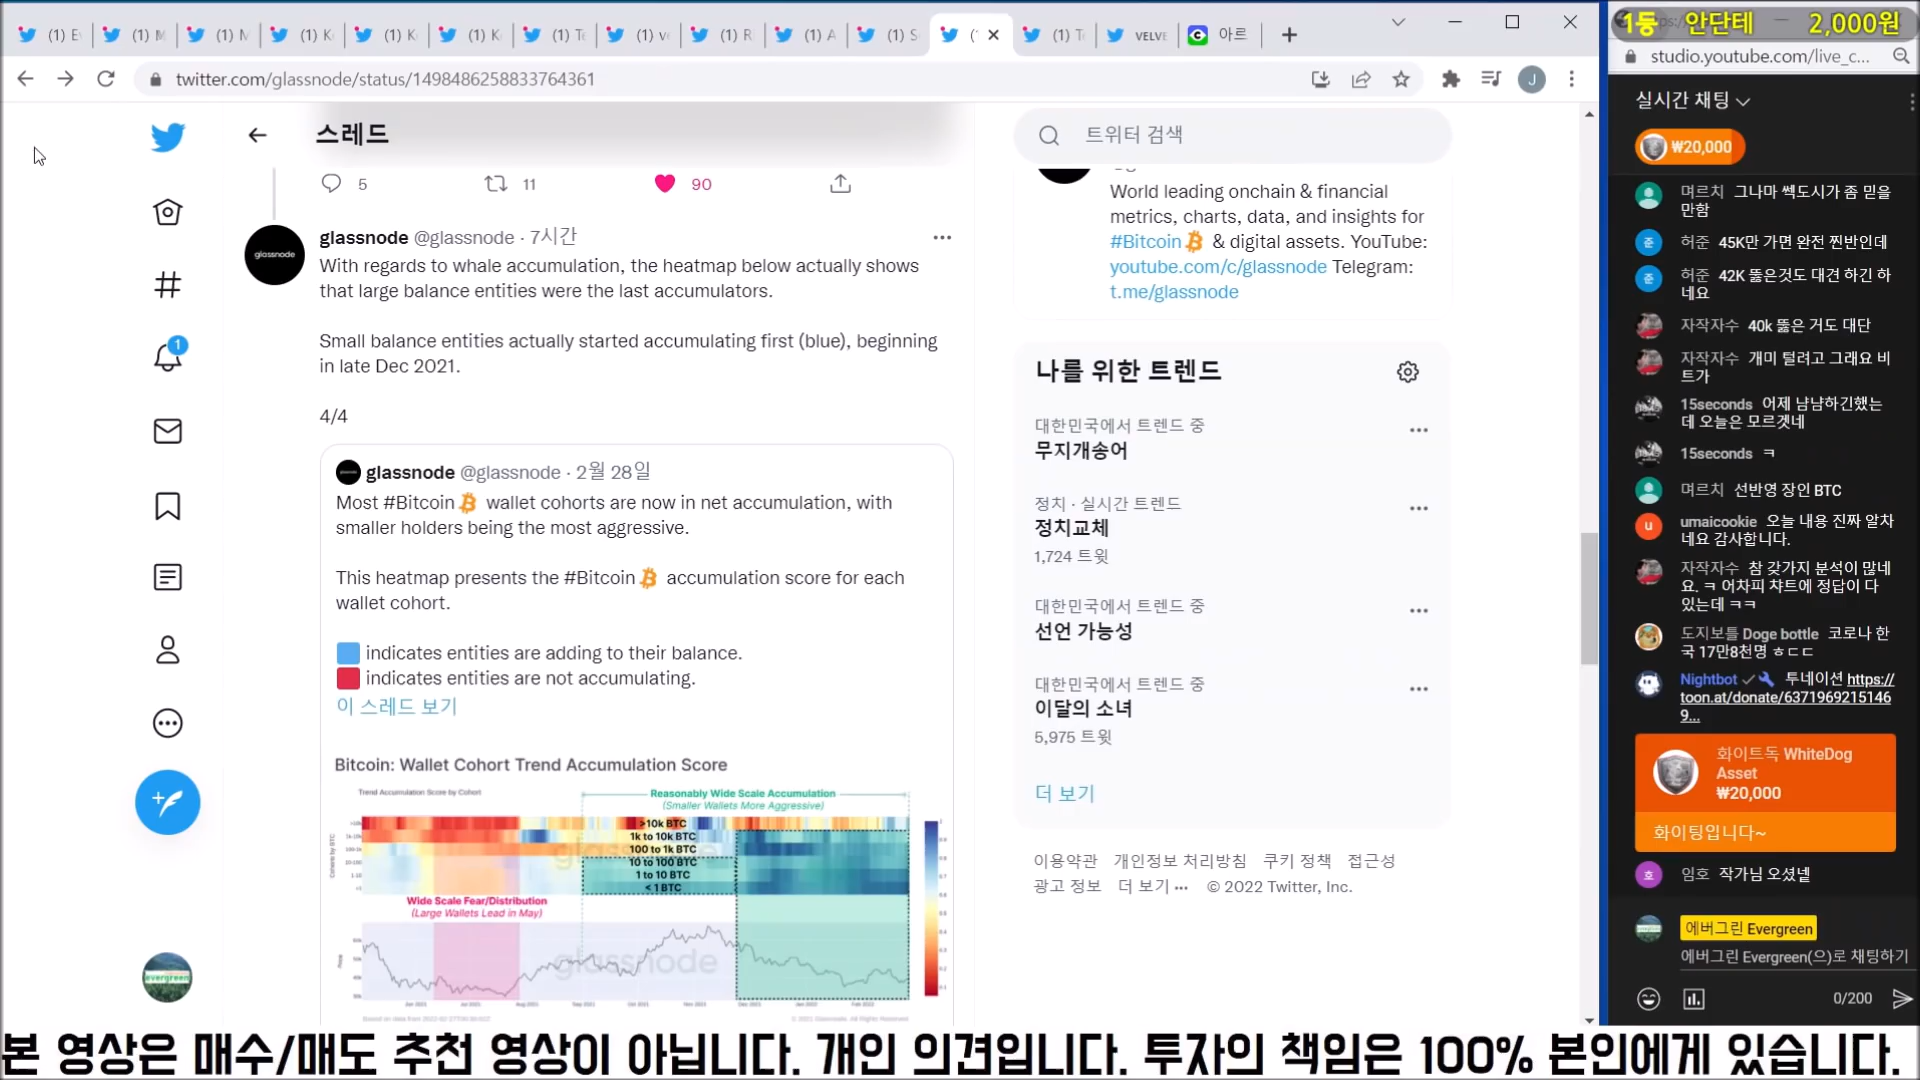 twitter.com/glassnode/status/1498486258833764361
VELVE
아르
스레드
5
11
90
glassnode @glassnode · 7시간
With regards to whale accumulation, the heatmap below actually shows
that large balance entities were the last accumulators.
Small balance entities actually started accumulating first (blue), beginning
in late Dec 2021.
4/4
glassnode @glassnode · 2월 28일
Most #Bitcoin wallet cohorts are now in net accumulation, with
smaller holders being the most aggressive.
This heatmap presents the #Bitcoin accumulation score for each
wallet cohort.
indicates entities are adding to their balance.
indicates entities are not accumulating.
이 스레드 보기
Bitcoin: Wallet Cohort Trend Accumulation Score
Trend Accumulation Score by Cohort
Reasonably Wide Scale Accumulation
(Smaller Wallets More Aggressive)
>10k BTC
1k to 10k BTC
100 to 1k BTC
10 to 100 BTC
1 to 10 BTC
< 1 BTC
Wide Scale Fear/Distribution
(Large Wallets Lead in May)
glassnode
트위터 검색
World leading onchain & financial
metrics, charts, data, and insights for
#Bitcoin & digital assets. YouTube:
youtube.com/c/glassnode Telegram:
t.me/glassnode
나를 위한 트렌드
대한민국에서 트렌드 중
무지개송어
정치 · 실시간 트렌드
정치교체
1,724 트윗
대한민국에서 트렌드 중
선언 가능성
대한민국에서 트렌드 중
이달의 소녀
5,975 트윗
더 보기
이용약관 개인정보 처리방침 쿠키 정책 접근성
광고 정보 더 보기 ··· © 2022 Twitter, Inc.
1등 안단테 2,000원
studio.youtube.com/live_c...
실시간 채팅
₩20,000
며르치 그나마 쎅도시가 좀 믿을
만함
허준 45K만 가면 완전 찐반인데
허준 42K 뚫은것도 대견 하긴 하
네요
자작자수 40k 뚫은 거도 대단
자작자수 개미 털려고 그래요 비
트가
15seconds 어제 냠냠하긴했는
데 오늘은 모르겟네
15seconds ㅋ
며르치 선반영 장인 BTC
umaicookie 오늘 내용 진짜 알차
네요 감사합니다.
자작자수 참 갖가지 분석이 많네
요. ㅋ 어차피 챠트에 정답이 다
있는데 ㅋㅋ
도지보틀 Doge bottle 코로나 한
국 17만8천명 ㅎㄷㄷ
Nightbot 투네이션 https://
toon.at/donate/6371969215146
9...
화이트독 WhiteDog
Asset
₩20,000
화이팅입니다~
임호 작가님 오셨넽
에버그린 Evergreen
에버그린 Evergreen(으)로 채팅하기
0/200
본 영상은 매수/매도 추천 영상이 아닙니다. 개인 의견입니다. 투자의 책임은 100% 본인에게 있습니다.